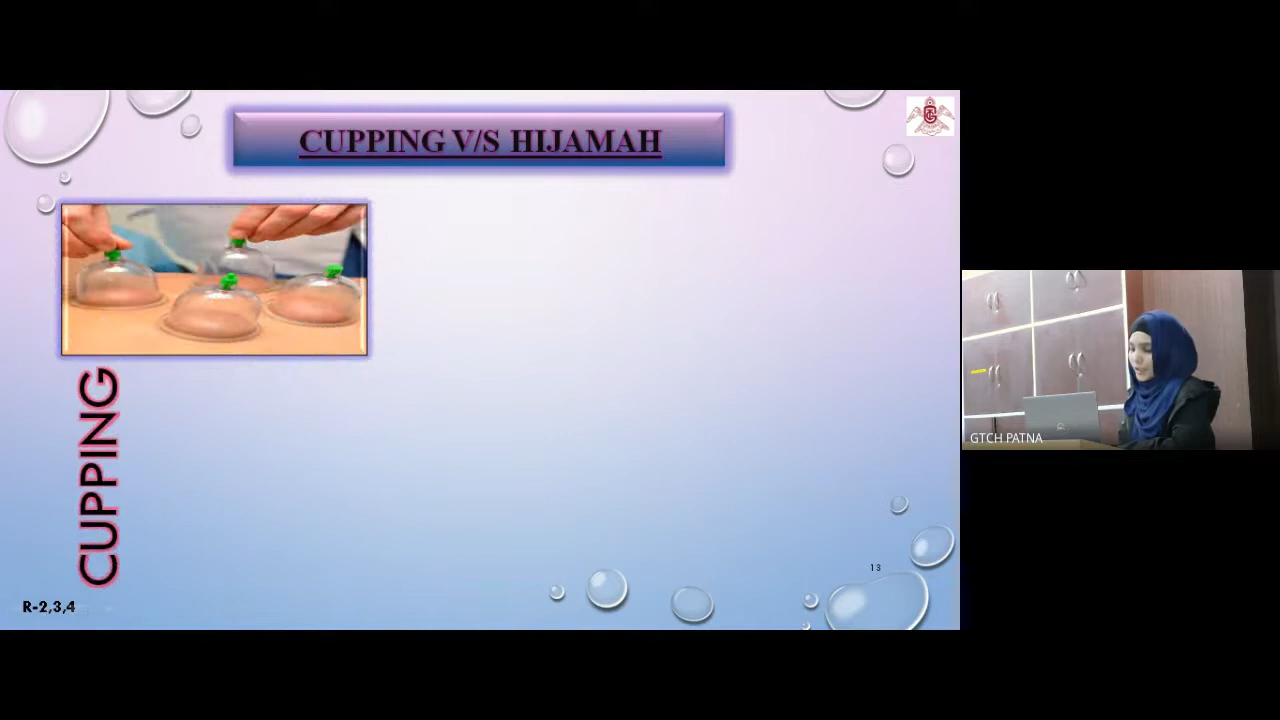 CUPPING V/S HIJAMAH
CUPPING
R-2,3,4
13
GTCH PATNA